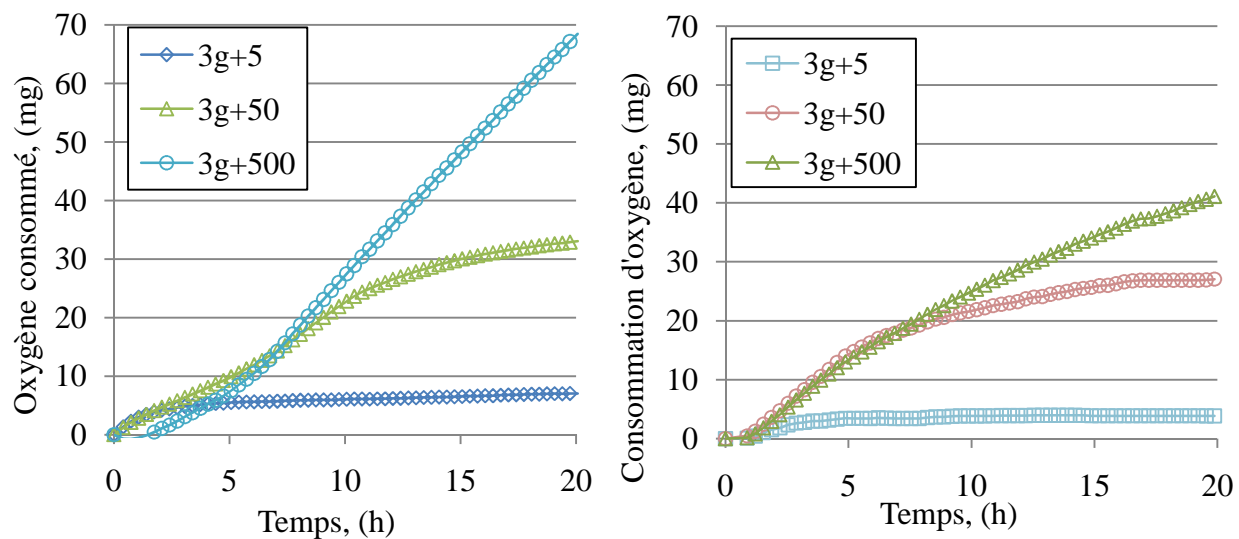 Oxygène consommé, (mg)
70
60
50
40
30
20
10
0
3g+5
3g+50
3g+500
0 5 10 15 20
Temps, (h)
Consommation d'oxygène, (mg)
70
60
50
40
30
20
10
0
3g+5
3g+50
3g+500
0 5 10 15 20
Temps, (h)